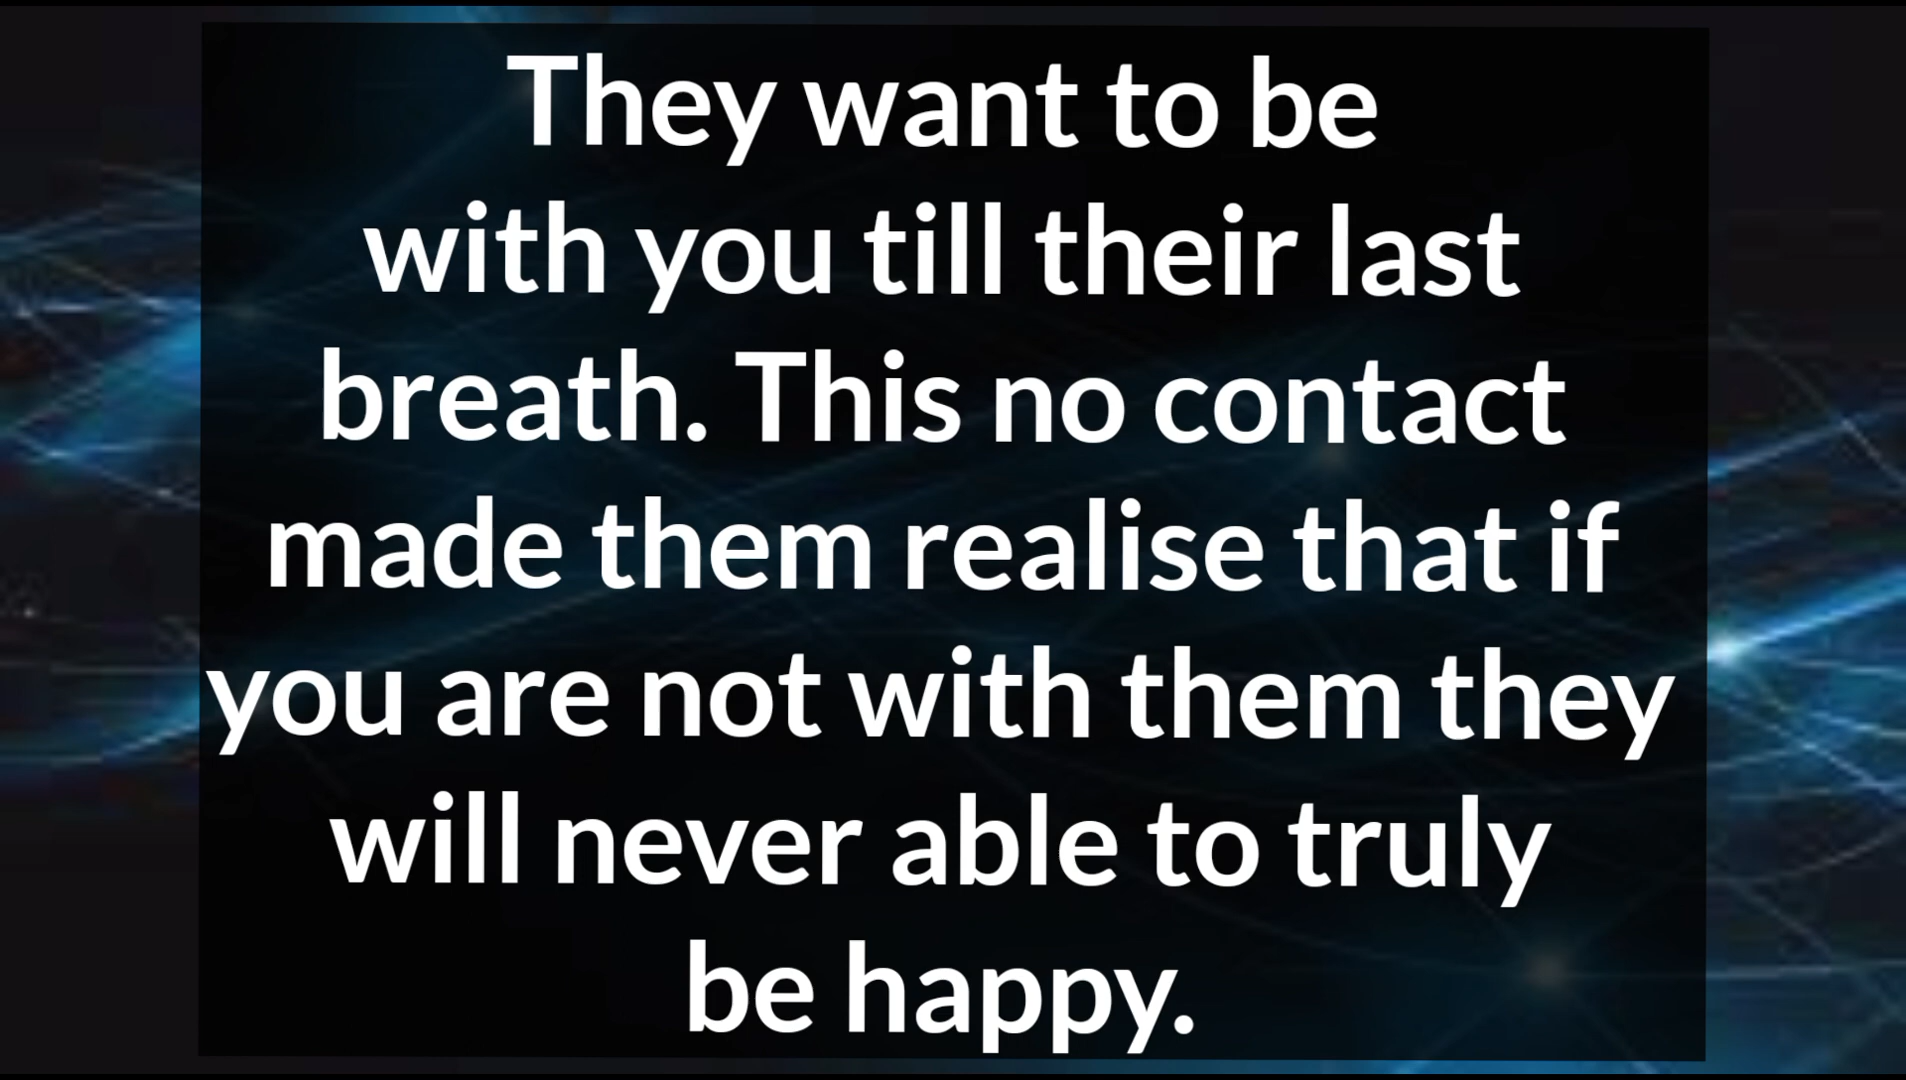 They want to be
with you till their last
breath. This no contact
made them realise that if
you are not with them they
will never able to truly
be happy.